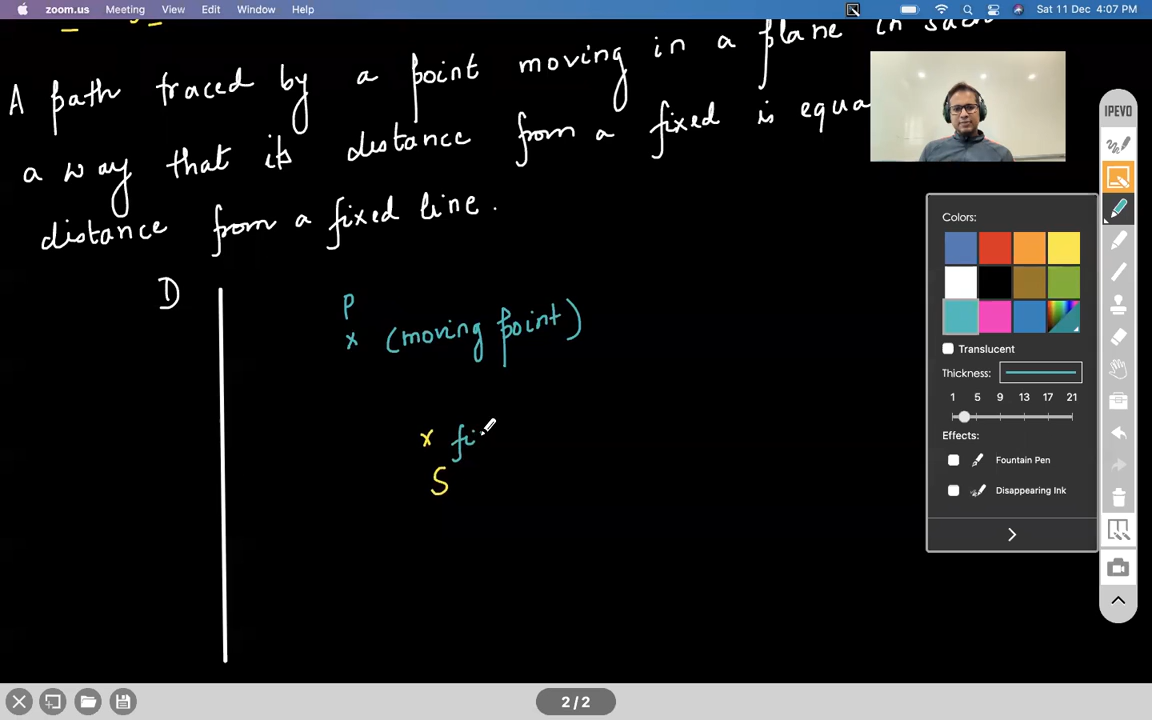 zoom.us Meeting View Edit Window Help Sat 11 Dec 4:07 PM
A path traced by a point moving in a plane in such
a way that its distance from a fixed is equa
distance from a fixed line.
D
P
x (moving point)
x fi
S
IPEVO
Colors:
Translucent
Thickness:
1 5 9 13 17 21
Effects:
Fountain Pen
Disappearing Ink
2/2